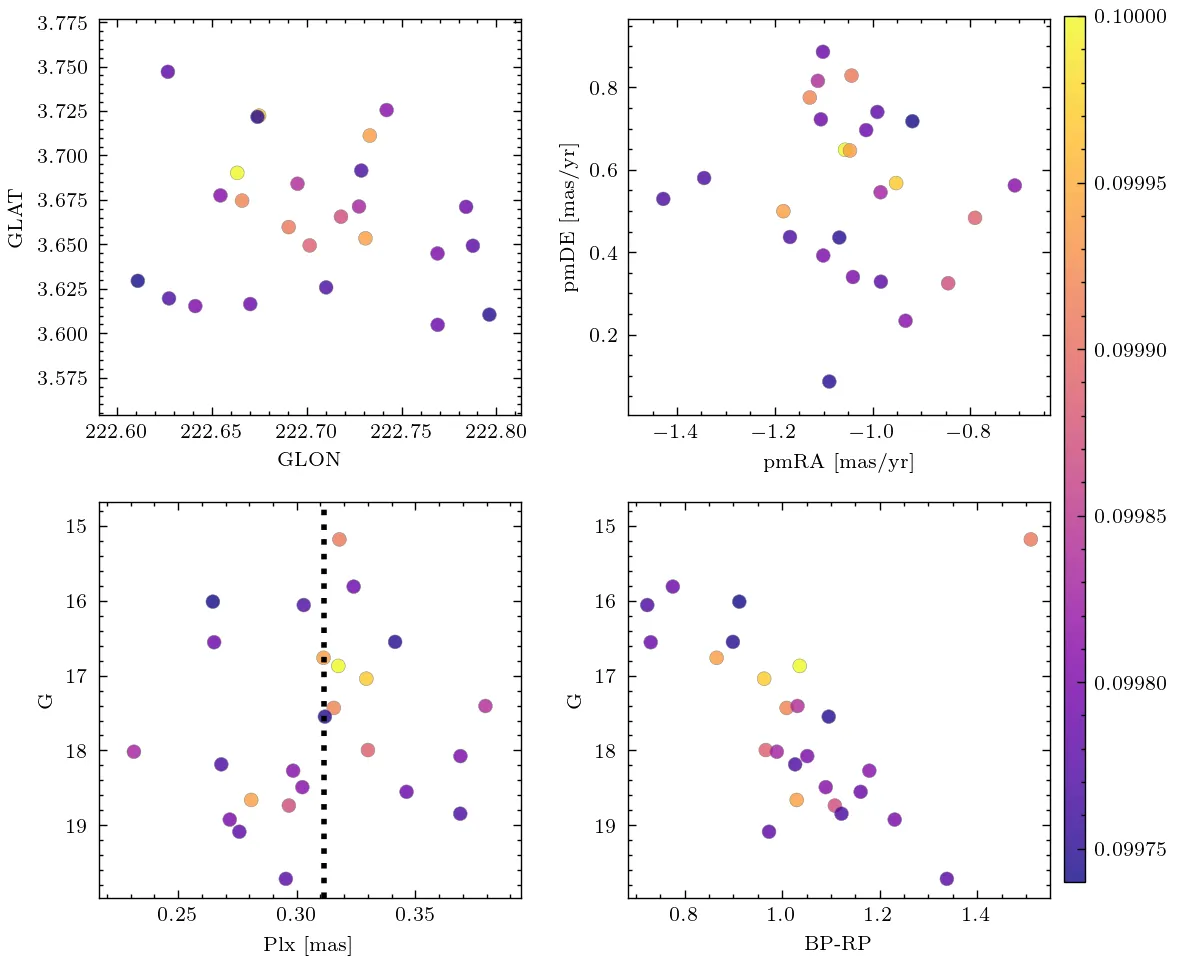 3.775
3.750
3.725
3.700
3.675
3.650
3.625
3.600
3.575
GLAT
222.60 222.65 222.70 222.75 222.80
GLON
0.8
0.6
0.4
0.2
pmDE [mas/yr]
−1.4 −1.2 −1.0 −0.8
pmRA [mas/yr]
15
16
17
18
19
G
0.25 0.30 0.35
Plx [mas]
15
16
17
18
19
G
0.8 1.0 1.2 1.4
BP-RP
0.10000
0.09995
0.09990
0.09985
0.09980
0.09975